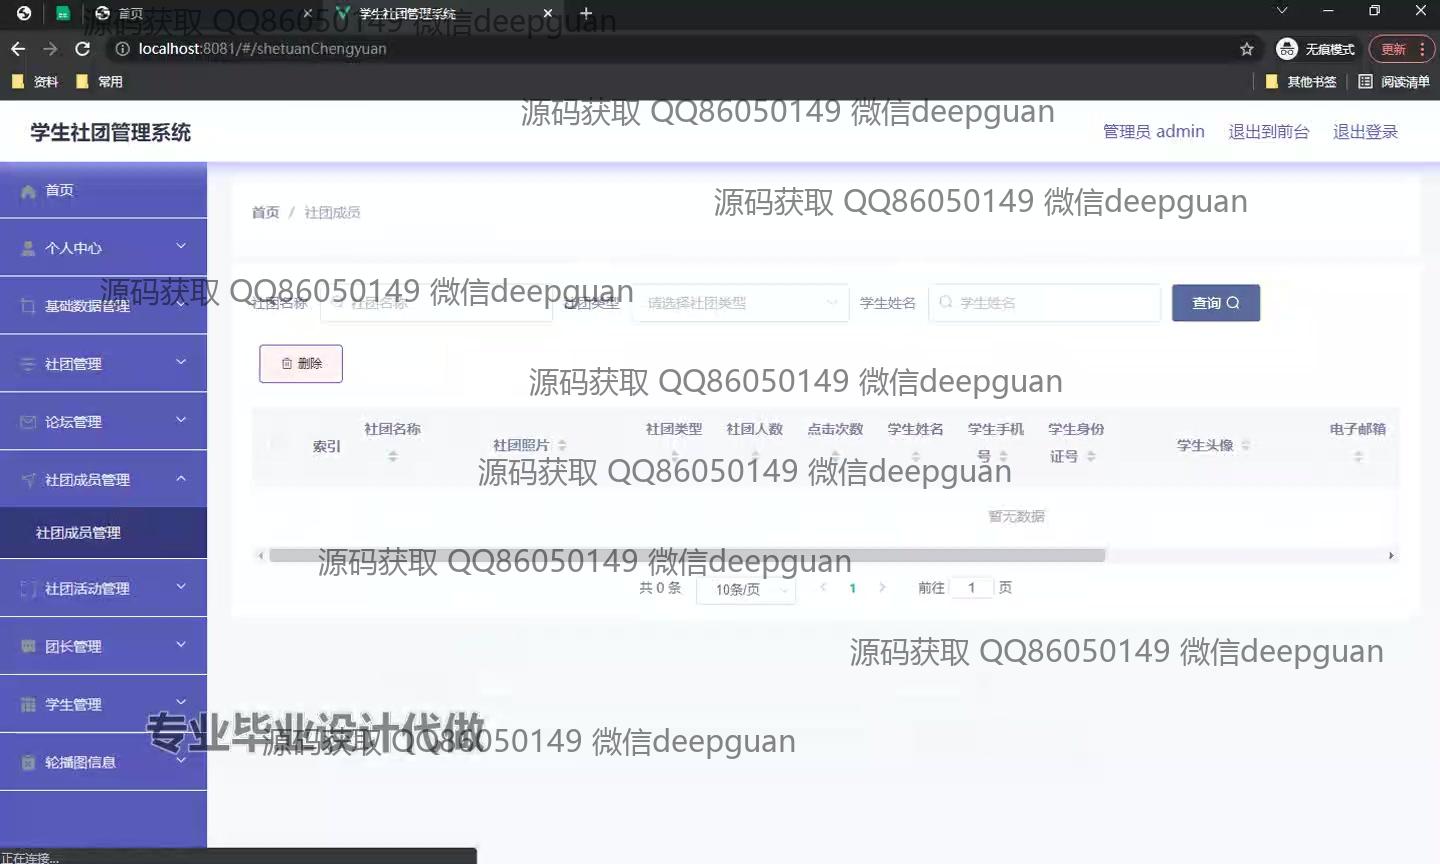 首页
学生社团管理系统
localhost:8081/#/shetuanChengyuan
无痕模式
更新
资料
常用
其他书签
阅读清单
源码获取 QQ86050149 微信deepguan
学生社团管理系统
管理员 admin
退出到前台
退出登录
首页
首页 / 社团成员
源码获取 QQ86050149 微信deepguan
个人中心
源码获取 QQ86050149 微信deepguan
基础数据管理
社团名称
社团名称
社团类型
请选择社团类型
学生姓名
学生姓名
查询
社团管理
删除
源码获取 QQ86050149 微信deepguan
论坛管理
索引
社团名称
社团照片
社团类型
社团人数
点击次数
学生姓名
学生手机号
学生身份证号
学生头像
电子邮箱
源码获取 QQ86050149 微信deepguan
社团成员管理
社团成员管理
暂无数据
源码获取 QQ86050149 微信deepguan
社团活动管理
共 0 条
10条/页
1
前往 1 页
团长管理
源码获取 QQ86050149 微信deepguan
学生管理
专业毕业设计代做
源码获取 QQ86050149 微信deepguan
轮播图信息
正在连接...